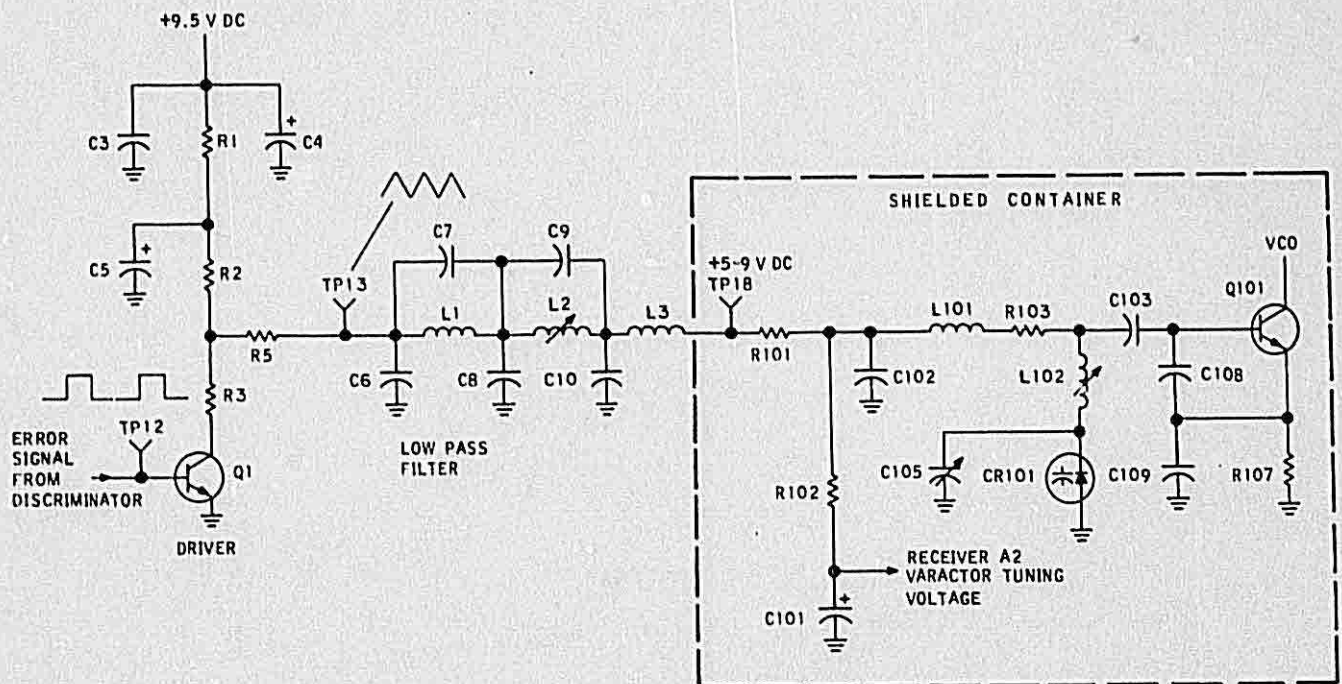 +9.5 V DC
C3
R1
+
C4
C5
+
R2
TP13
C7
C9
L1
L2
L3
R5
C6
C8
C10
R3
TP12
ERROR
SIGNAL
FROM
DISCRIMINATOR
Q1
DRIVER
LOW PASS
FILTER
SHIELDED CONTAINER
+5-9 V DC
TP18
R101
C102
L101
R103
C103
VCO
Q101
L102
C108
C105
CR101
C109
R107
R102
RECEIVER A2
VARACTOR TUNING
VOLTAGE
C101
+